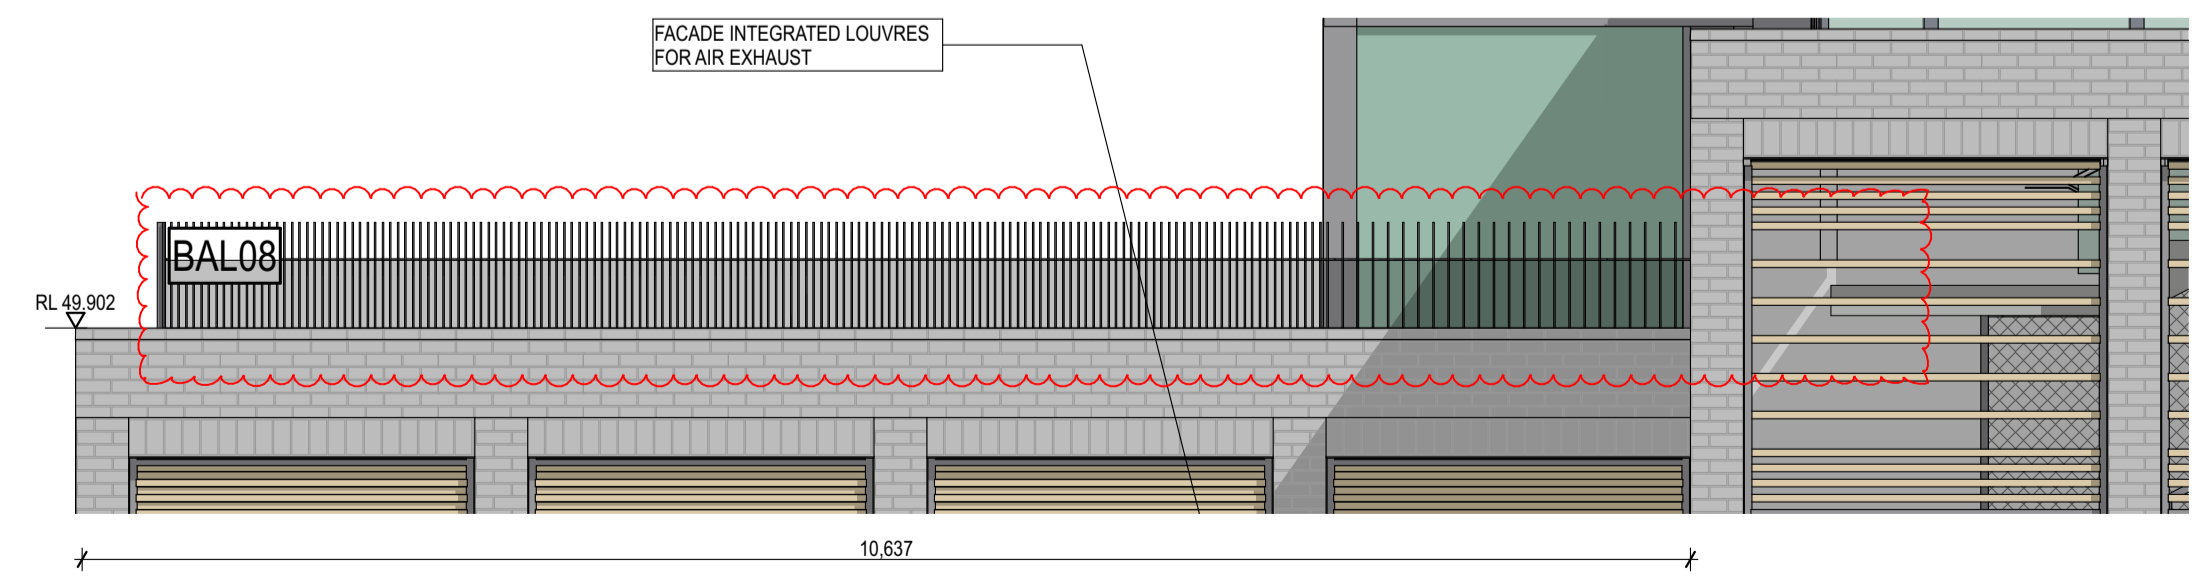 FACADE INTEGRATED LOUVRES
FOR AIR EXHAUST
BAL08
RL 49.902
10,637